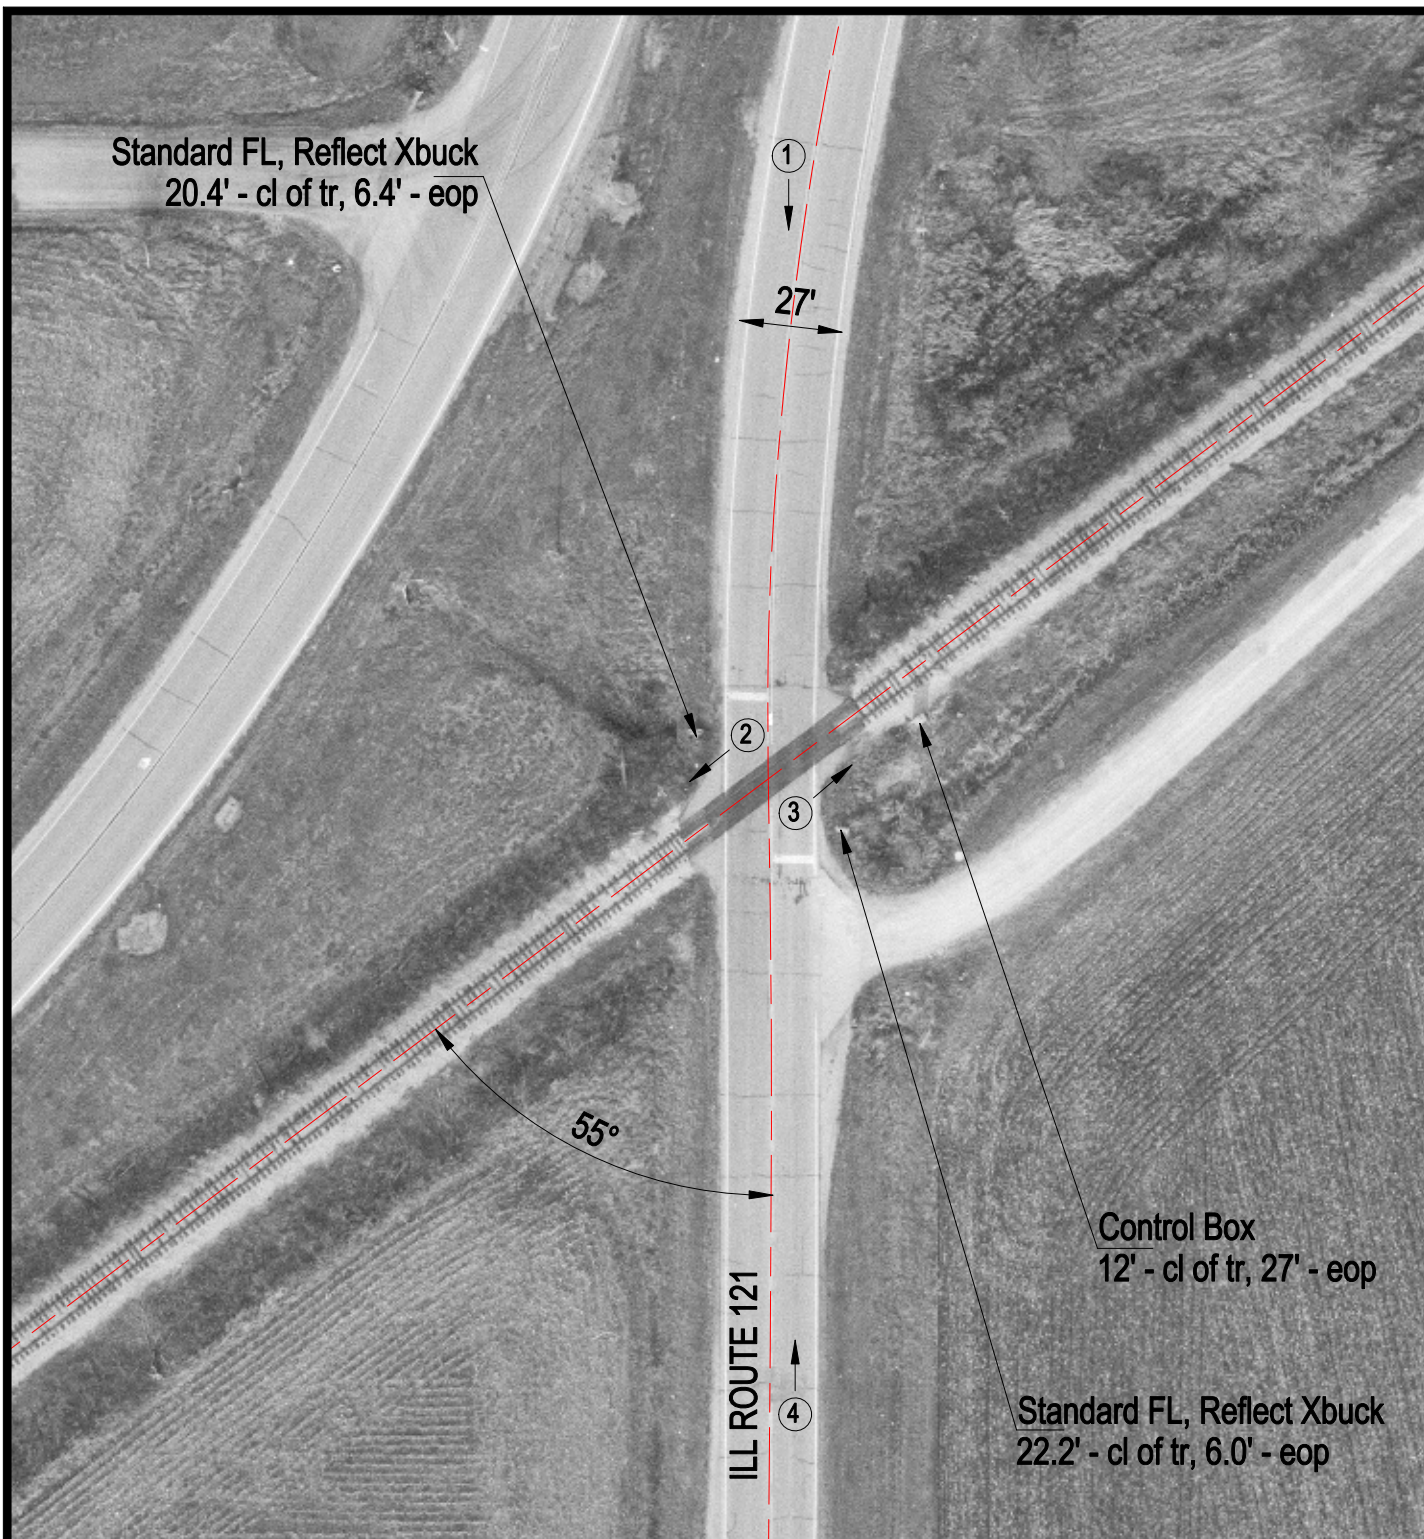 Standard FL, Reflect Xbuck
20.4' - cl of tr, 6.4' - eop
1
27'
2
3
55°
Control Box
12' - cl of tr, 27' - eop
ILL ROUTE 121
4
Standard FL, Reflect Xbuck
22.2' - cl of tr, 6.0' - eop